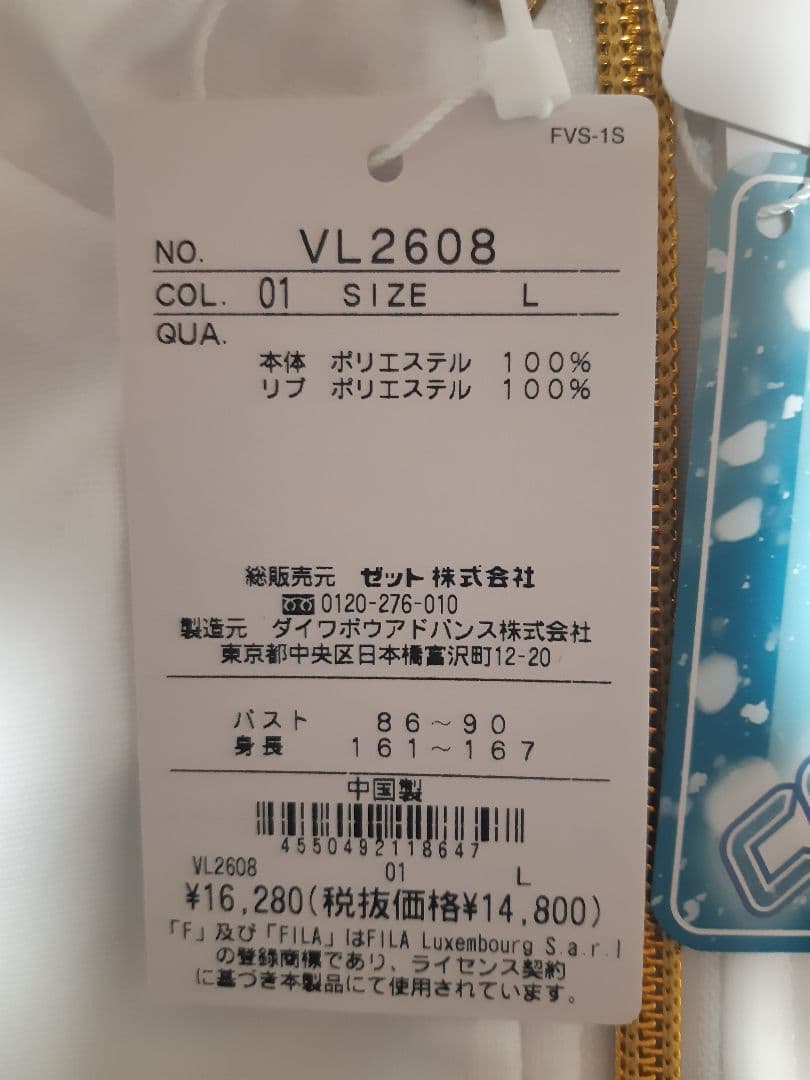 FVS-1S
NO. VL2608
COL. 01 SIZE L
QUA.
本体 ポリエステル 100%
リブ ポリエステル 100%
総販売元 ゼット株式会社
0120-276-010
製造元 ダイワボウアドバンス株式会社
東京都中央区日本橋富沢町12-20
バスト 86~90
身長 161~167
中国製
4550492118647
VL2608 01 L
¥16,280(税抜価格¥14,800)
「F」及び「FILA」はFILA Luxembourg S.a.r.l
の登録商標であり、ライセンス契約
に基づき本製品にて使用されています。